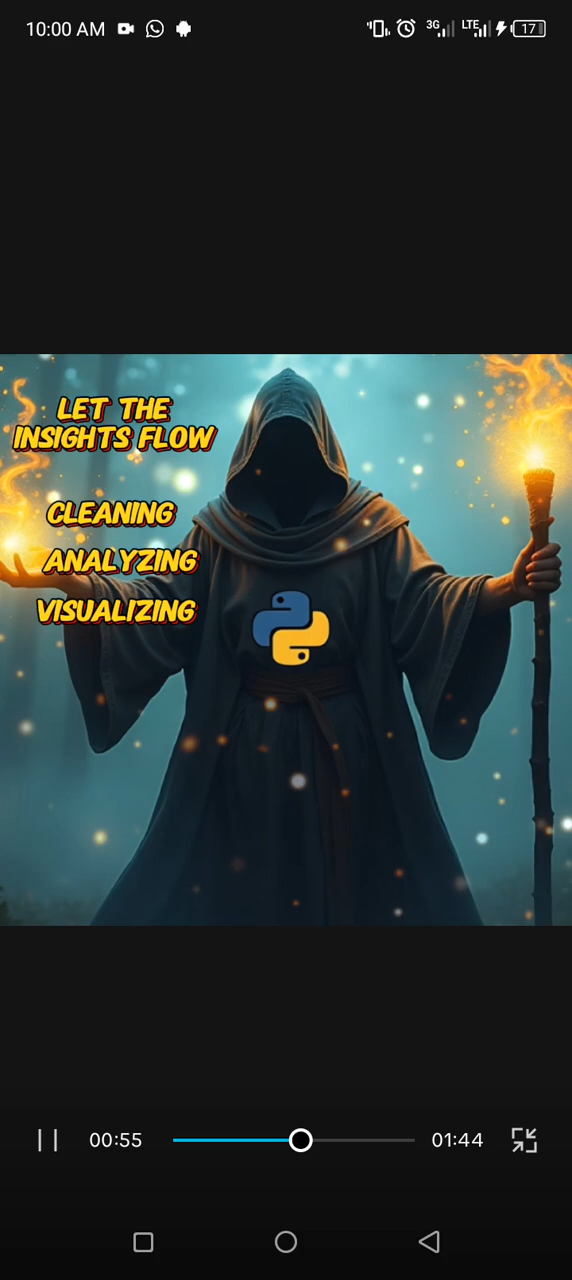 10:00 AM
3G
LTE
17
LET THE
INSIGHTS FLOW
CLEANING
ANALYZING
VISUALIZING
00:55
01:44